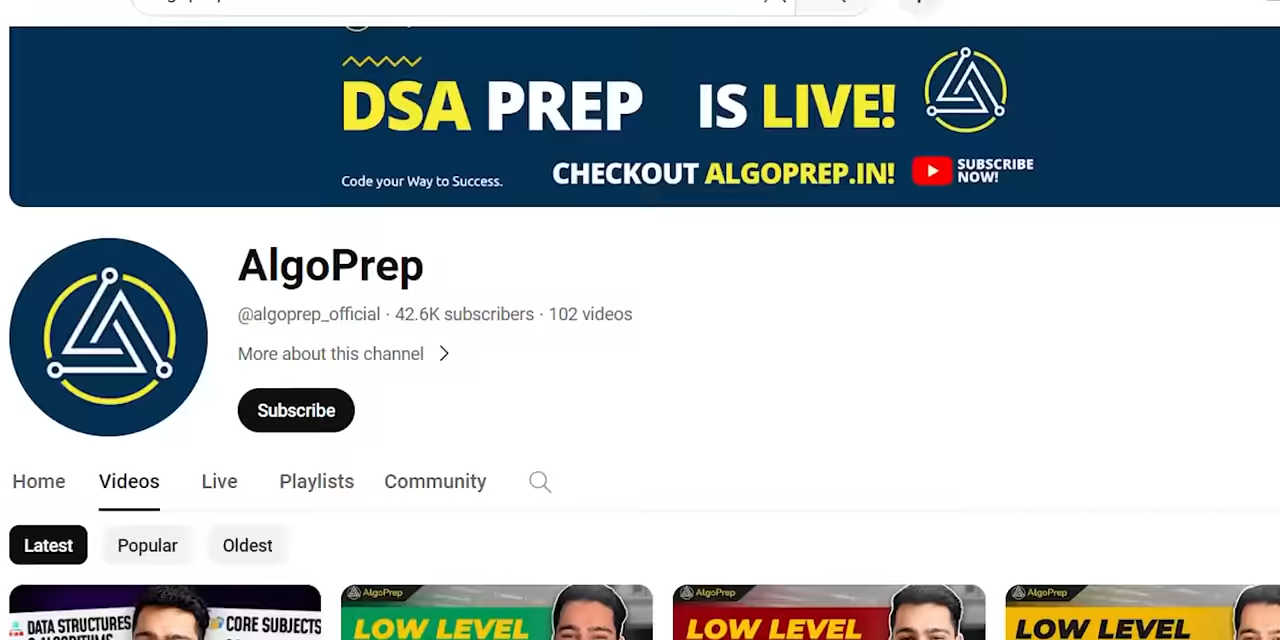 DSA PREP IS LIVE!
Code your Way to Success.
CHECKOUT ALGOPREP.IN!
SUBSCRIBE
NOW!
AlgoPrep
@algoprep_official · 42.6K subscribers · 102 videos
More about this channel
Subscribe
Home Videos Live Playlists Community
Latest Popular Oldest
DATA STRUCTURES
& ALGORITHMS
CORE SUBJECTS
AlgoPrep
LOW LEVEL
AlgoPrep
LOW LEVEL
AlgoPrep
LOW LEVEL